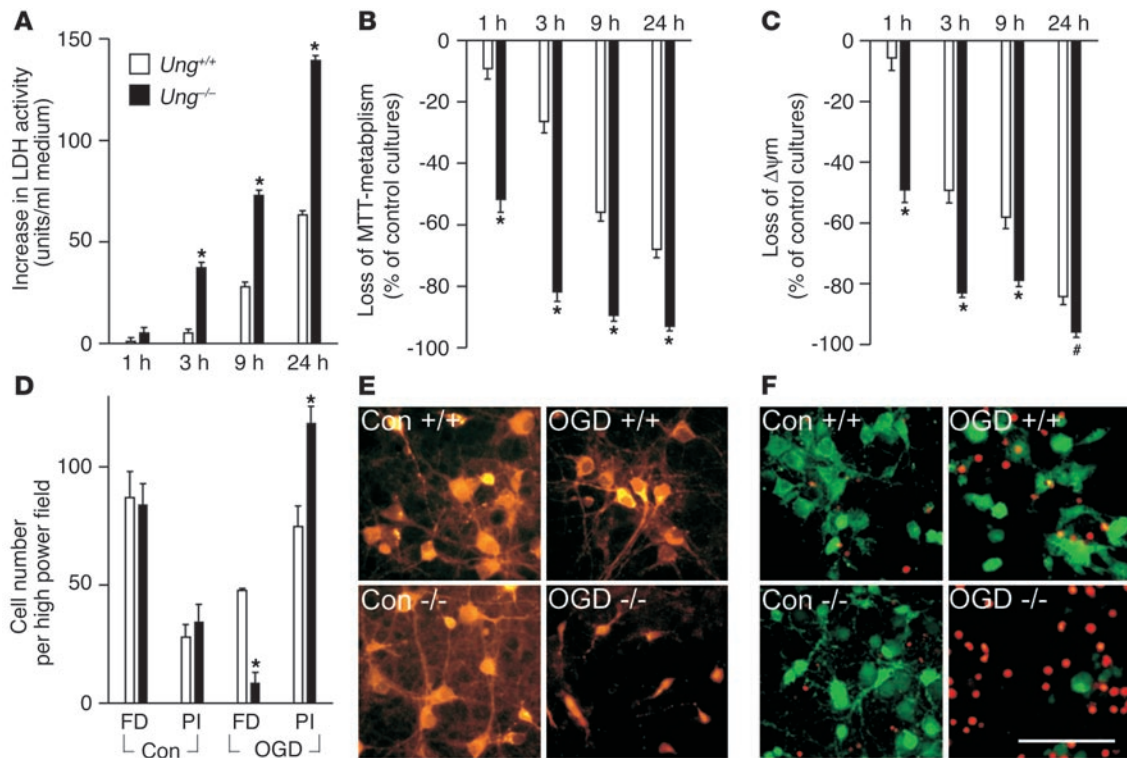 A
150
100
50
0
Increase in LDH activity
(units/ml medium)
Ung+/+
Ung-/-
*
*
*
1 h 3 h 9 h 24 h
B
1 h 3 h 9 h 24 h
0
-20
-40
-60
-80
-100
Loss of MTT-metabplism
(% of control cultures)
*
*
*
*
C
1 h 3 h 9 h 24 h
0
-20
-40
-60
-80
-100
Loss of Δψm
(% of control cultures)
*
*
*
#
D
100
50
0
Cell number
per high power field
*
*
FD PI FD PI
Con OGD
E
Con +/+ OGD +/+
Con -/- OGD -/-
F
Con +/+ OGD +/+
Con -/- OGD -/-